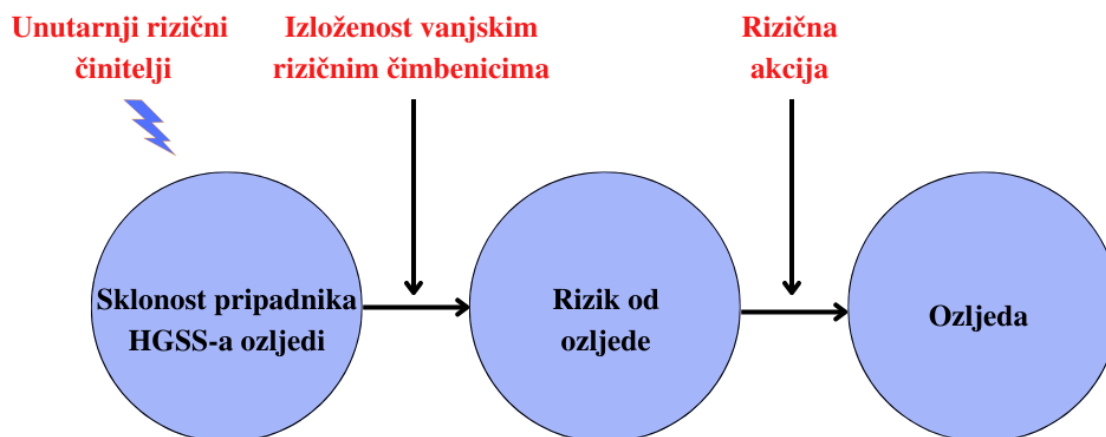 Unutarnji rizični
činitelji
Izloženost vanjskim
rizičnim čimbenicima
Rizična
akcija
Sklonost pripadnika
HGSS-a ozljedi
Rizik od
ozljede
Ozljeda